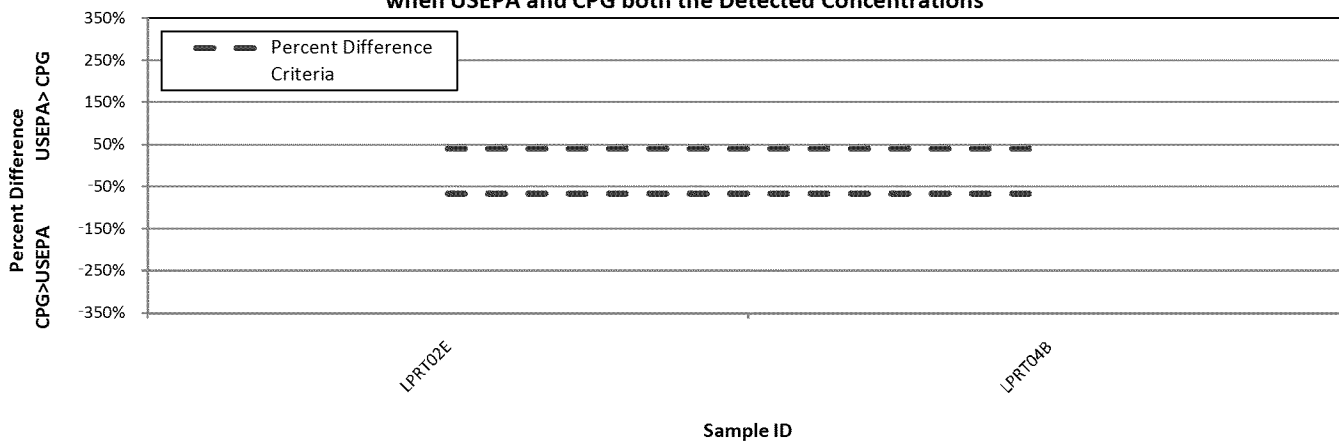 when USEPA and CPG both the Detected Concentrations
350%
250%
150%
50%
-50%
-150%
-250%
-350%
Percent Difference
CPG>USEPA USEPA> CPG
Percent Difference
Criteria
LPRT02E
LPRT04B
Sample ID